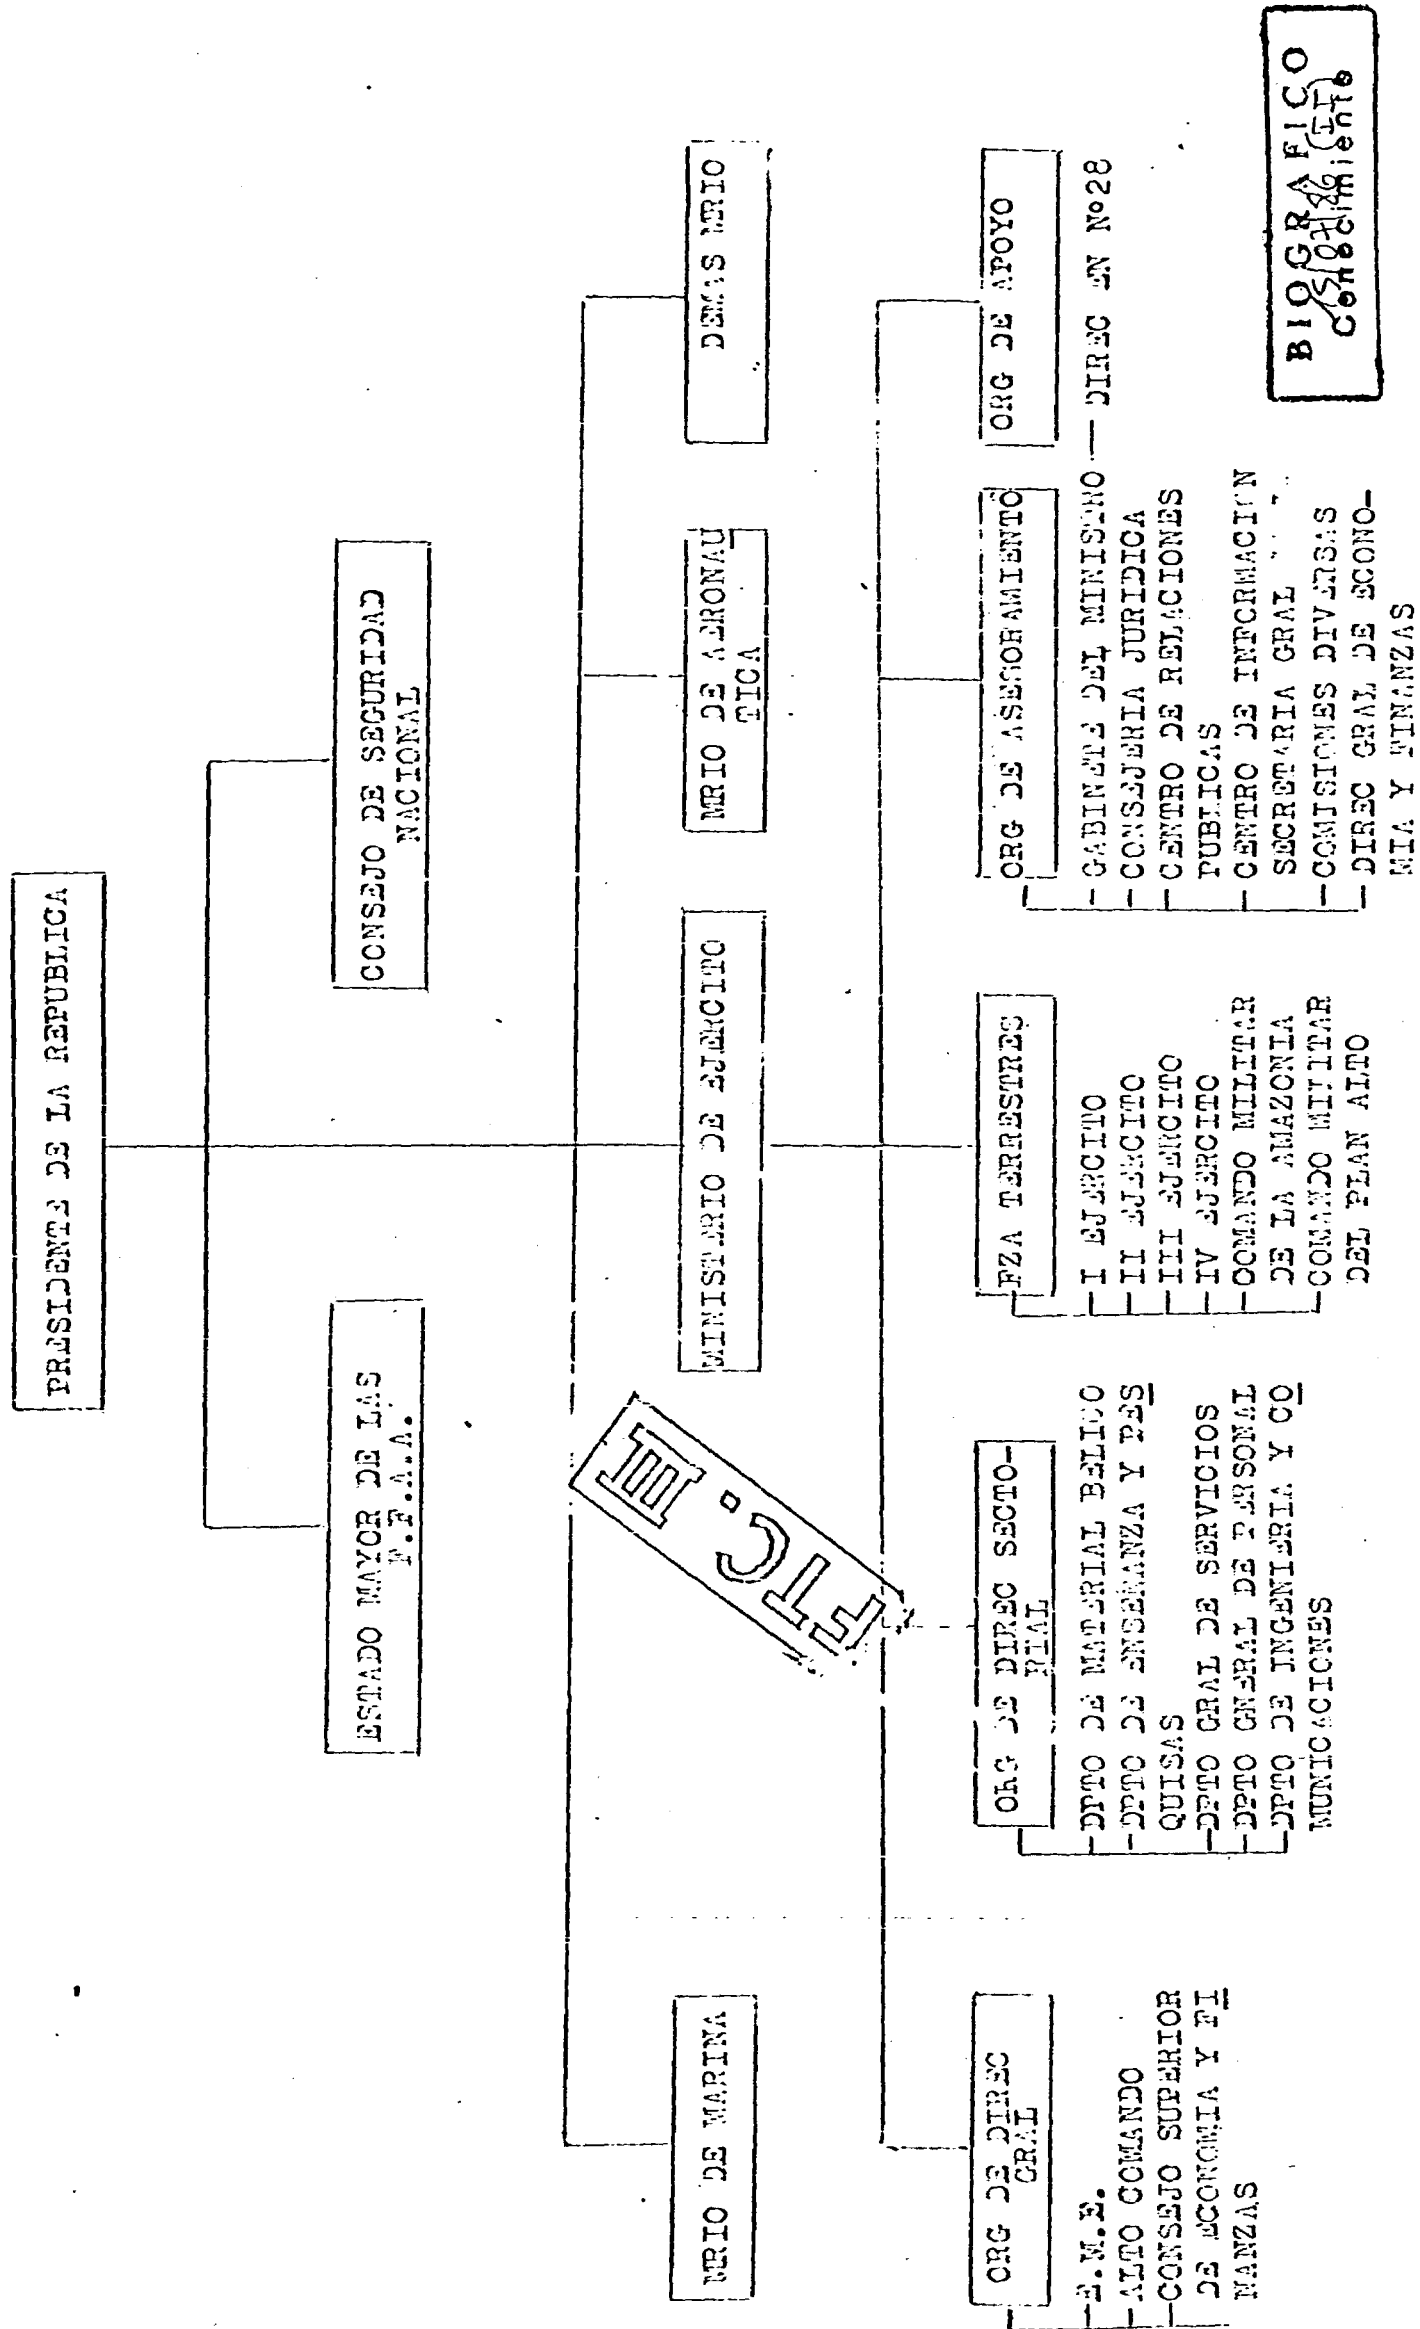 PRESIDENTE DE LA REPUBLICA
ESTADO MAYOR DE LAS
F.F.A.A.
CONSEJO DE SEGURIDAD
NACIONAL
MRIO DE MARINA
MINISTERIO DE EJERCITO
MRIO DE AERONAU
TICA
DEMAS MRIO
FTC. III
ORG DE DIREC
GRAL
E.M.E.
ALTO COMANDO
CONSEJO SUPERIOR
DE ECONOMIA Y FI
NANZAS
ORG DE DIREC SECTO-
RIAL
DPTO DE MATERIAL BELICO
DPTO DE ENSEÑANZA Y PES
QUISAS
DPTO GRAL DE SERVICIOS
DPTO GNERAL DE PERSONAL
DPTO DE INGENIERIA Y CO
MUNICACIONES
FZA TERRESTRES
I EJERCITO
II EJERCITO
III EJERCITO
IV EJERCITO
COMANDO MILITAR
DE LA AMAZONIA
COMANDO MILITAR
DEL PLAN ALTO
ORG DE ASESORAMIENTO
GABINETE DEL MINISTRO — DIREC EN Nº28
CONSEJERIA JURIDICA
CENTRO DE RELACIONES
PUBLICAS
CENTRO DE INFORMACION
SECRETARIA GRAL
COMISIONES DIVERSAS
DIREC GRAL DE ECONO-
MIA Y FINANZAS
ORG DE APOYO
BIOGRAFICO
Conocimiento